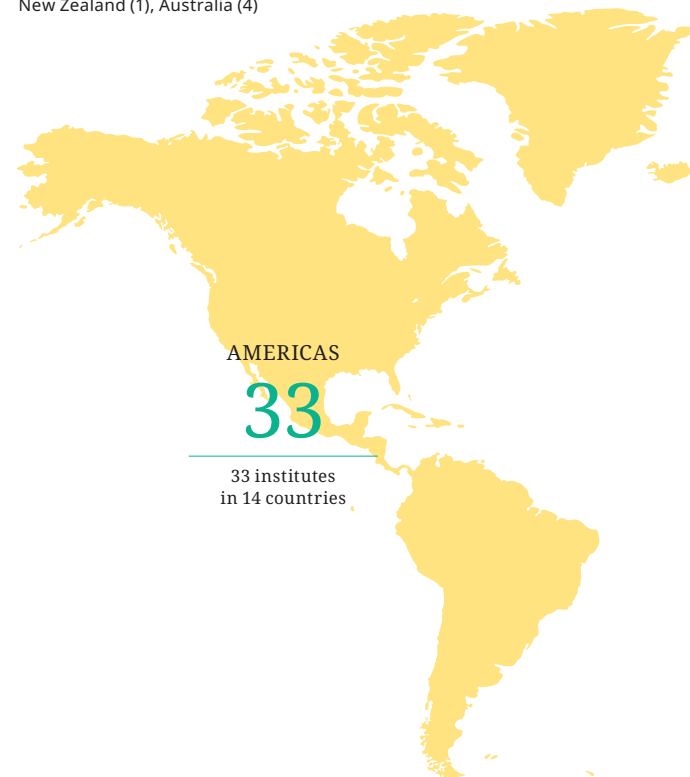 New Zealand (1), Australia (4)
AMERICAS
33
33 institutes
in 14 countries